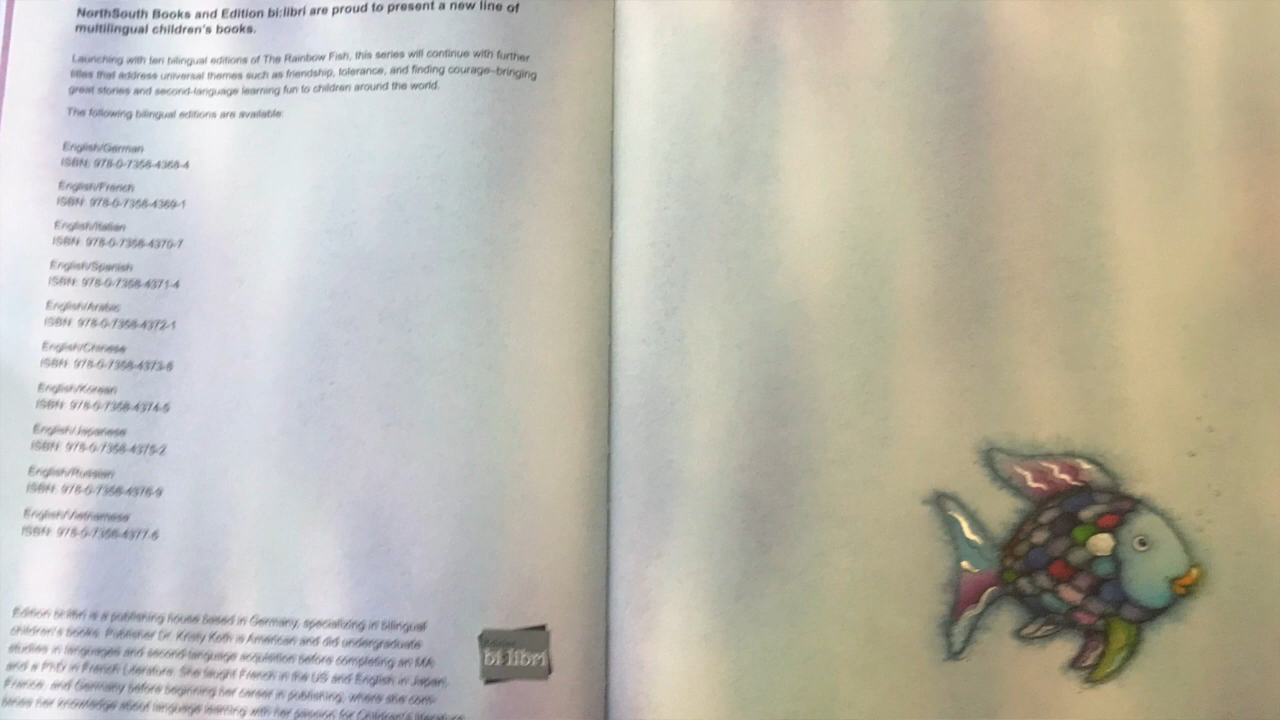 NorthSouth Books and Edition bi:libri are proud to present a new line of
multilingual children's books.
Launching with ten bilingual editions of The Rainbow Fish, this series will continue with further
titles that address universal themes such as friendship, tolerance, and finding courage–bringing
great stories and second-language learning fun to children around the world.
The following bilingual editions are available:
English/German
ISBN: 978-0-7358-4368-4
English/French
ISBN: 978-0-7358-4369-1
English/Italian
ISBN: 978-0-7358-4370-7
English/Spanish
ISBN: 978-0-7358-4371-4
English/Arabic
ISBN: 978-0-7358-4372-1
English/Chinese
ISBN: 978-0-7358-4373-8
English/Korean
ISBN: 978-0-7358-4374-5
English/Japanese
ISBN: 978-0-7358-4375-2
English/Russian
ISBN: 978-0-7358-4376-9
English/Vietnamese
ISBN: 978-0-7358-4377-6
Edition bi:libri is a publishing house based in Germany, specializing in bilingual
children's books. Publisher Dr. Kristy Koth is American and did undergraduate
studies in languages and second-language acquisition before completing an MA
and a PhD in French Literature. She taught French in the US and English in Japan,
France, and Germany before beginning her career in publishing, where she com-
bines her knowledge about language learning with her passion for Children's literature
bi:libri